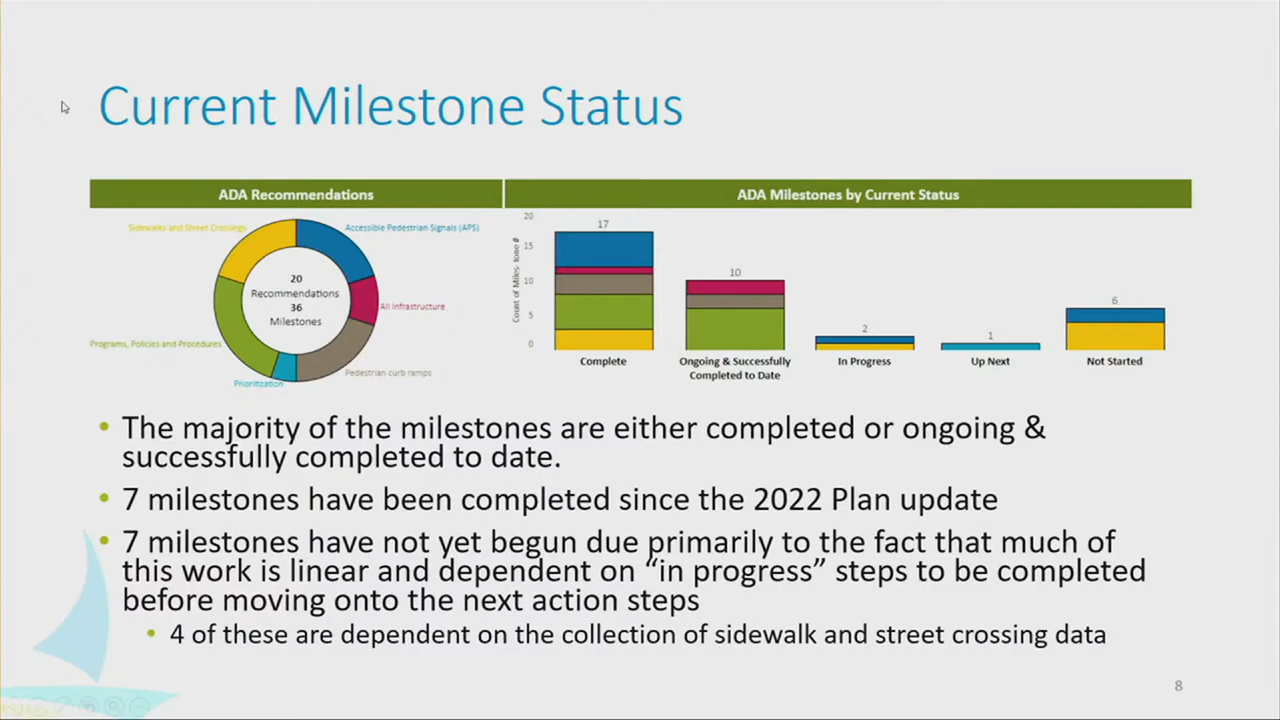 Current Milestone Status
ADA Recommendations
ADA Milestones by Current Status
Sidewalks and Street Crossings
Accessible Pedestrian Signals (APS)
20
Recommendations
36
Milestones
All Infrastructure
Programs, Policies and Procedures
Pedestrian curb ramps
Prioritization
Count of Miles- tone #
20
15
10
5
0
17
10
2
1
6
Complete
Ongoing & Successfully
Completed to Date
In Progress
Up Next
Not Started
• The majority of the milestones are either completed or ongoing &
successfully completed to date.
• 7 milestones have been completed since the 2022 Plan update
• 7 milestones have not yet begun due primarily to the fact that much of
this work is linear and dependent on “in progress” steps to be completed
before moving onto the next action steps
• 4 of these are dependent on the collection of sidewalk and street crossing data
8